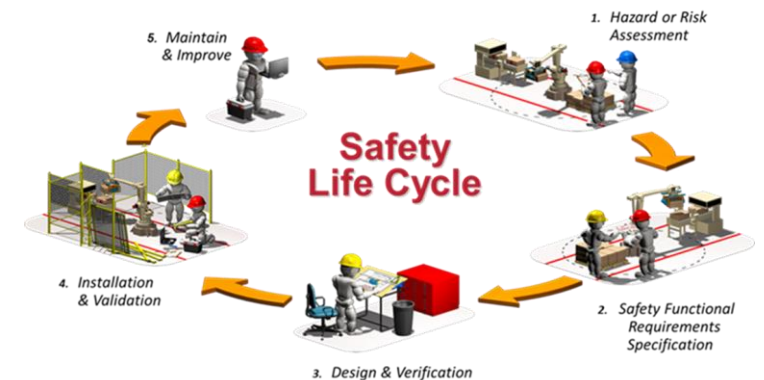 1. Hazard or Risk
Assessment
5. Maintain
& Improve
Safety
Life Cycle
4. Installation
& Validation
2. Safety Functional
Requirements
Specification
3. Design & Verification